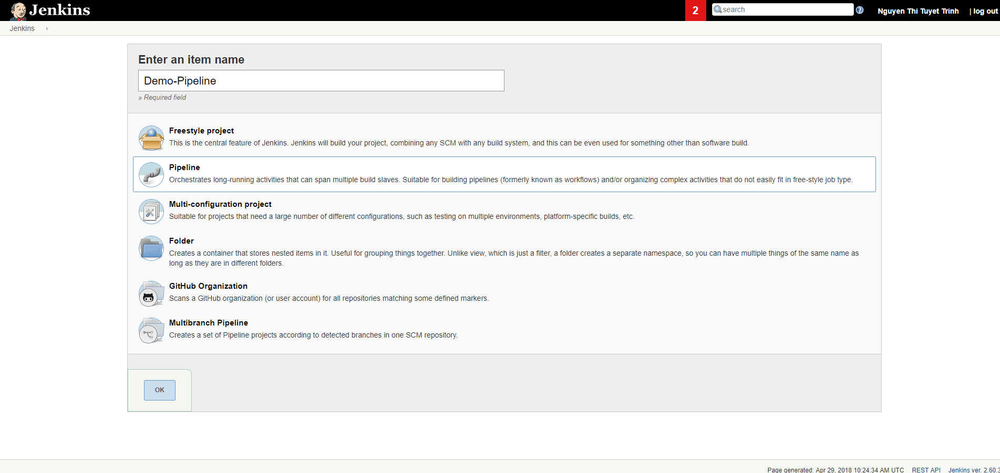 Jenkins
2
search
?
Nguyen Thi Tuyet Trinh
| log out
Jenkins
Enter an item name
Demo-Pipeline
» Required field
Freestyle project
This is the central feature of Jenkins. Jenkins will build your project, combining any SCM with any build system, and this can be even used for something other than software build.
Pipeline
Orchestrates long-running activities that can span multiple build slaves. Suitable for building pipelines (formerly known as workflows) and/or organizing complex activities that do not easily fit in free-style job type.
Multi-configuration project
Suitable for projects that need a large number of different configurations, such as testing on multiple environments, platform-specific builds, etc.
Folder
Creates a container that stores nested items in it. Useful for grouping things together. Unlike view, which is just a filter, a folder creates a separate namespace, so you can have multiple things of the same name as
long as they are in different folders.
GitHub Organization
Scans a GitHub organization (or user account) for all repositories matching some defined markers.
Multibranch Pipeline
Creates a set of Pipeline projects according to detected branches in one SCM repository.
OK
Page generated: Apr 29, 2018 10:24:34 AM UTC
REST API
Jenkins ver. 2.60.3